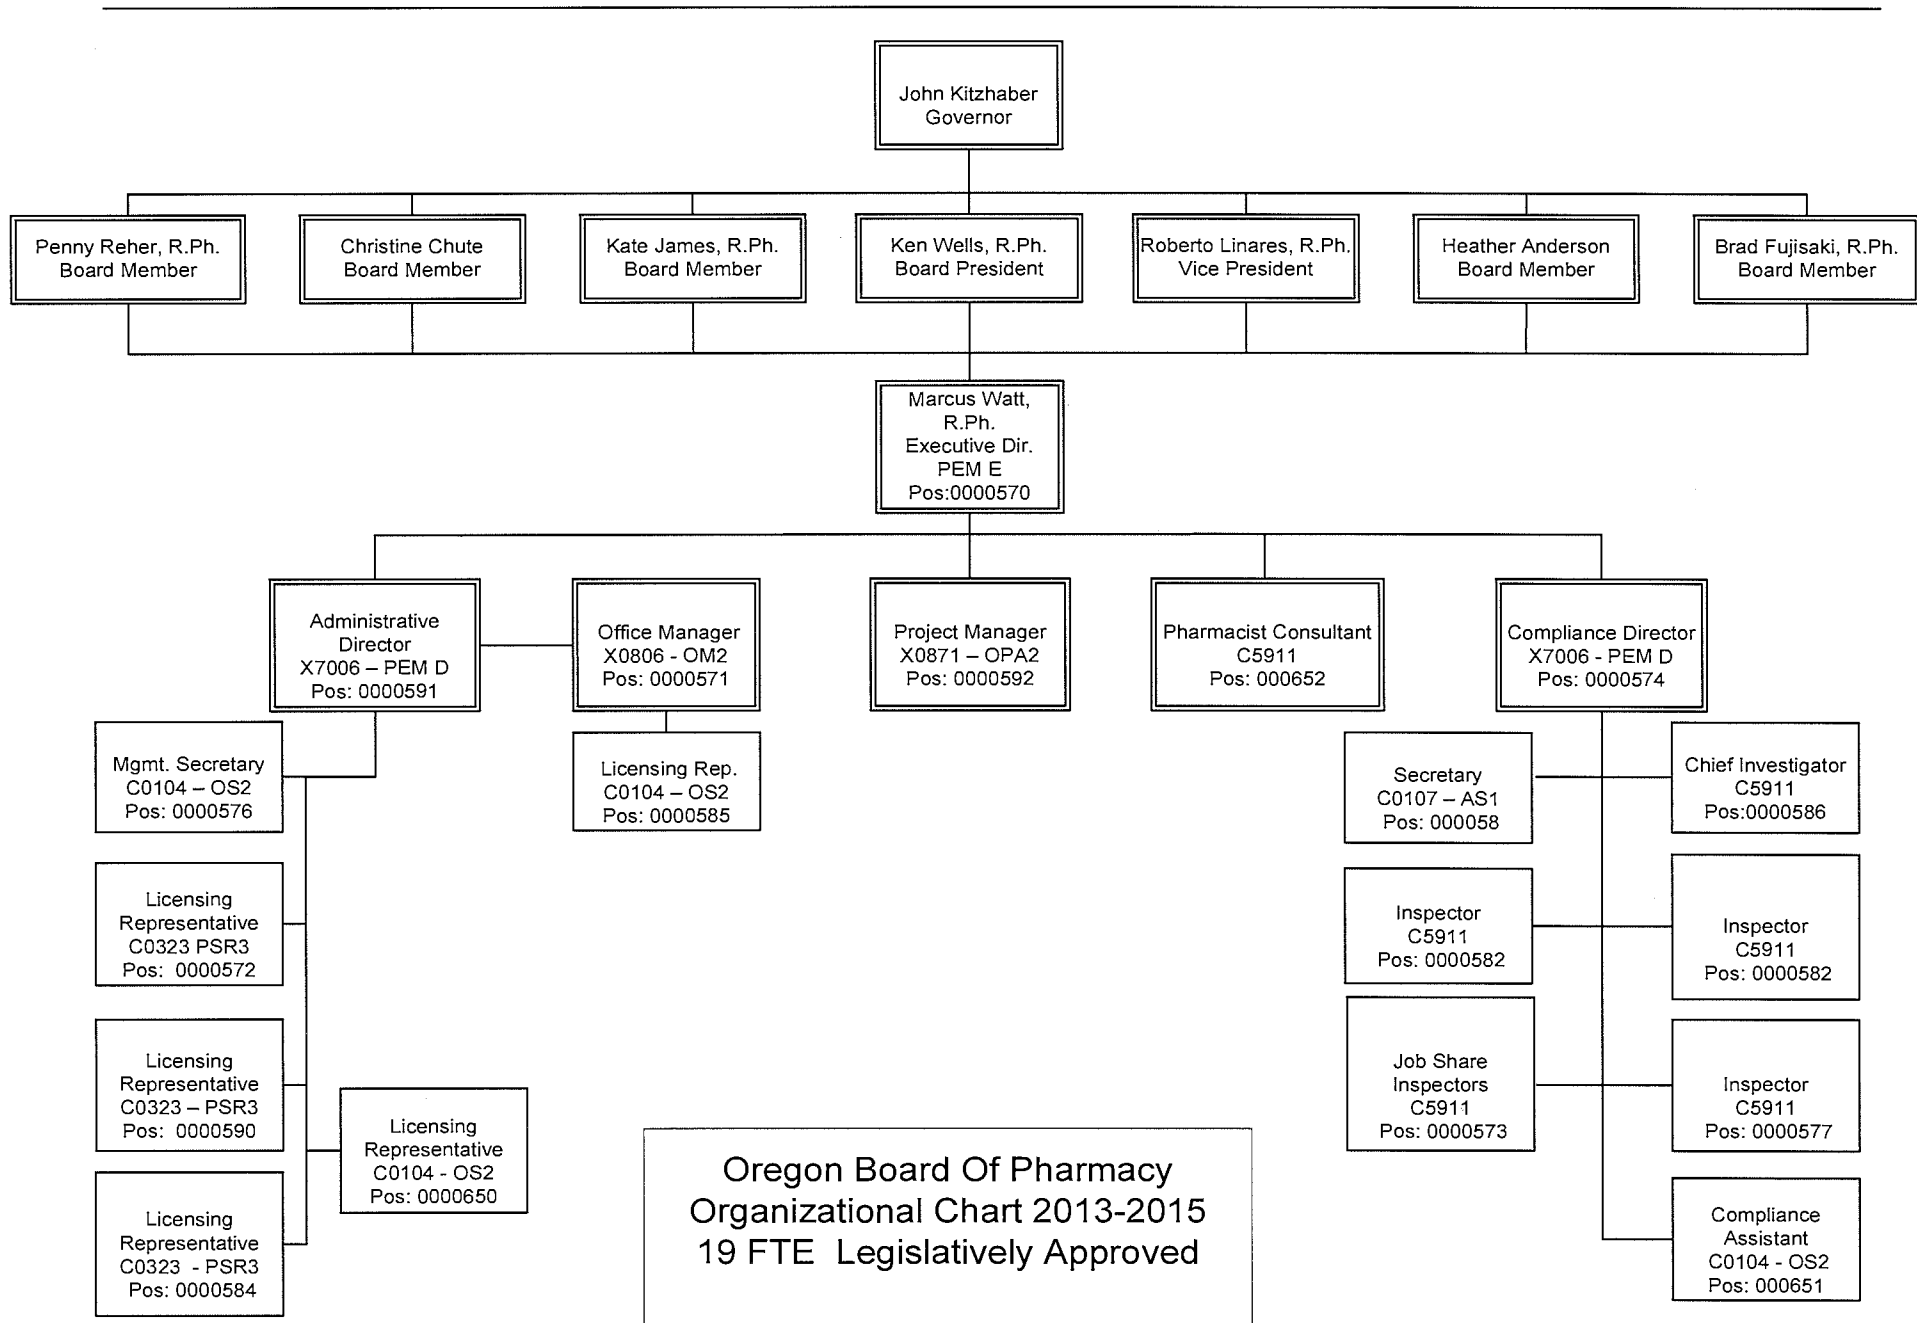 John Kitzhaber
Governor
Penny Reher, R.Ph.
Board Member
Christine Chute
Board Member
Kate James, R.Ph.
Board Member
Ken Wells, R.Ph.
Board President
Roberto Linares, R.Ph.
Vice President
Heather Anderson
Board Member
Brad Fujisaki, R.Ph.
Board Member
Marcus Watt,
R.Ph.
Executive Dir.
PEM E
Pos:0000570
Administrative
Director
X7006 – PEM D
Pos: 0000591
Office Manager
X0806 - OM2
Pos: 0000571
Project Manager
X0871 – OPA2
Pos: 0000592
Pharmacist Consultant
C5911
Pos: 000652
Compliance Director
X7006 - PEM D
Pos: 0000574
Mgmt. Secretary
C0104 – OS2
Pos: 0000576
Licensing Rep.
C0104 – OS2
Pos: 0000585
Secretary
C0107 – AS1
Pos: 000058
Chief Investigator
C5911
Pos:0000586
Licensing
Representative
C0323 PSR3
Pos: 0000572
Inspector
C5911
Pos: 0000582
Inspector
C5911
Pos: 0000582
Licensing
Representative
C0323 – PSR3
Pos: 0000590
Licensing
Representative
C0104 - OS2
Pos: 0000650
Job Share
Inspectors
C5911
Pos: 0000573
Inspector
C5911
Pos: 0000577
Licensing
Representative
C0323 - PSR3
Pos: 0000584
Compliance
Assistant
C0104 - OS2
Pos: 000651
Oregon Board Of Pharmacy
Organizational Chart 2013-2015
19 FTE Legislatively Approved